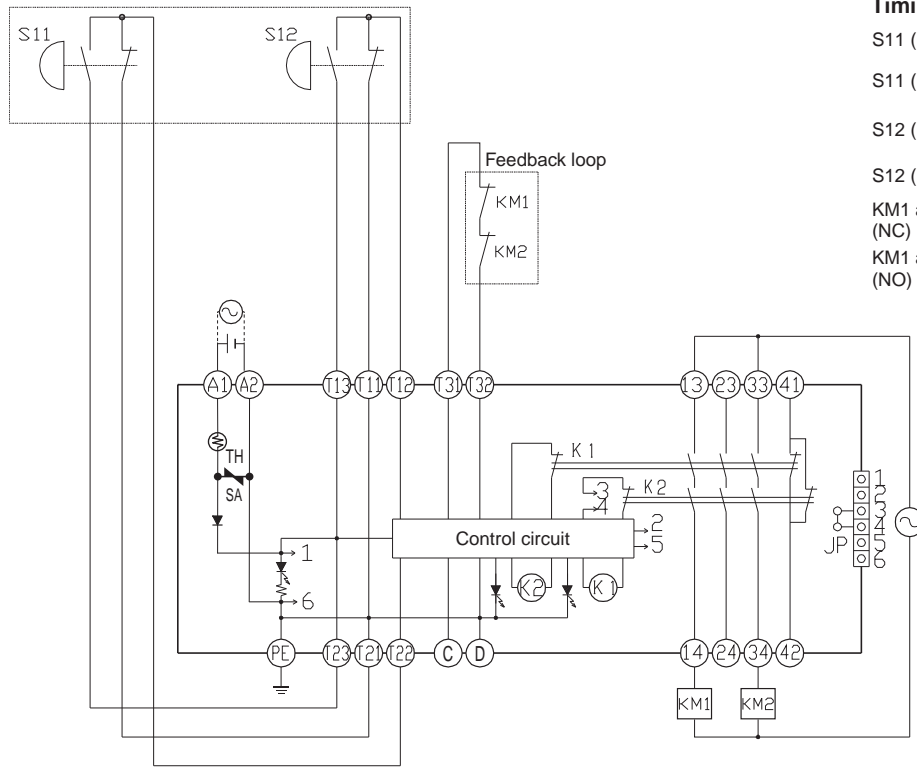 Timi
S11 (
S11 (
S12 (
S12 (
KM1 a
(NC)
KM1 a
(NO)
S11
S12
Feedback loop
KM1
KM2
A1 A2 T13 T11 T12 T31 T32 13 23 33 41
TH
SA
K1
3
4
K2
Control circuit
2
5
1
6
K2
K1
JP
1
2
3
4
5
6
PE T23 T21 T22 C D 14 24 34 42
KM1 KM2